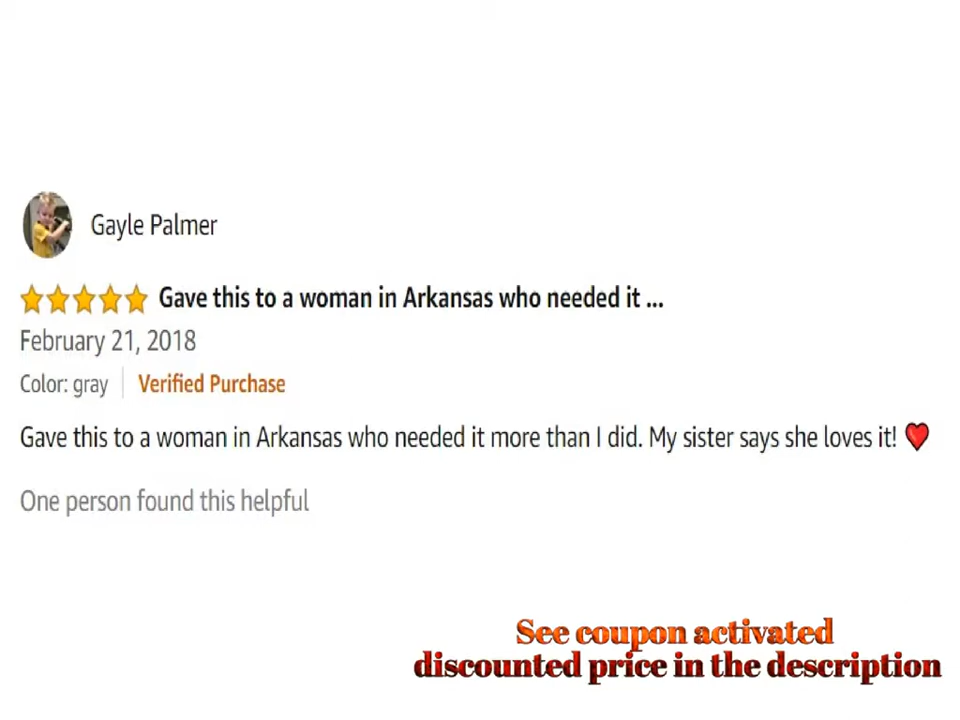 Gayle Palmer
Gave this to a woman in Arkansas who needed it ...
February 21, 2018
Color: gray Verified Purchase
Gave this to a woman in Arkansas who needed it more than I did. My sister says she loves it! ❤
One person found this helpful
See coupon activated
discounted price in the description